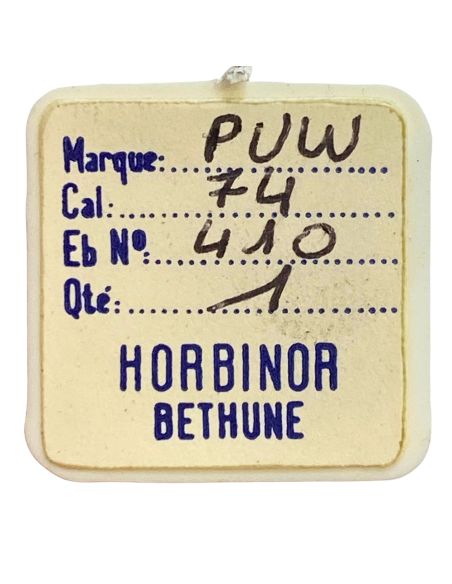 Marque: PUW
Cal: 74
Eb Nº: 410
Qté: 1
HORBINOR
BETHUNE